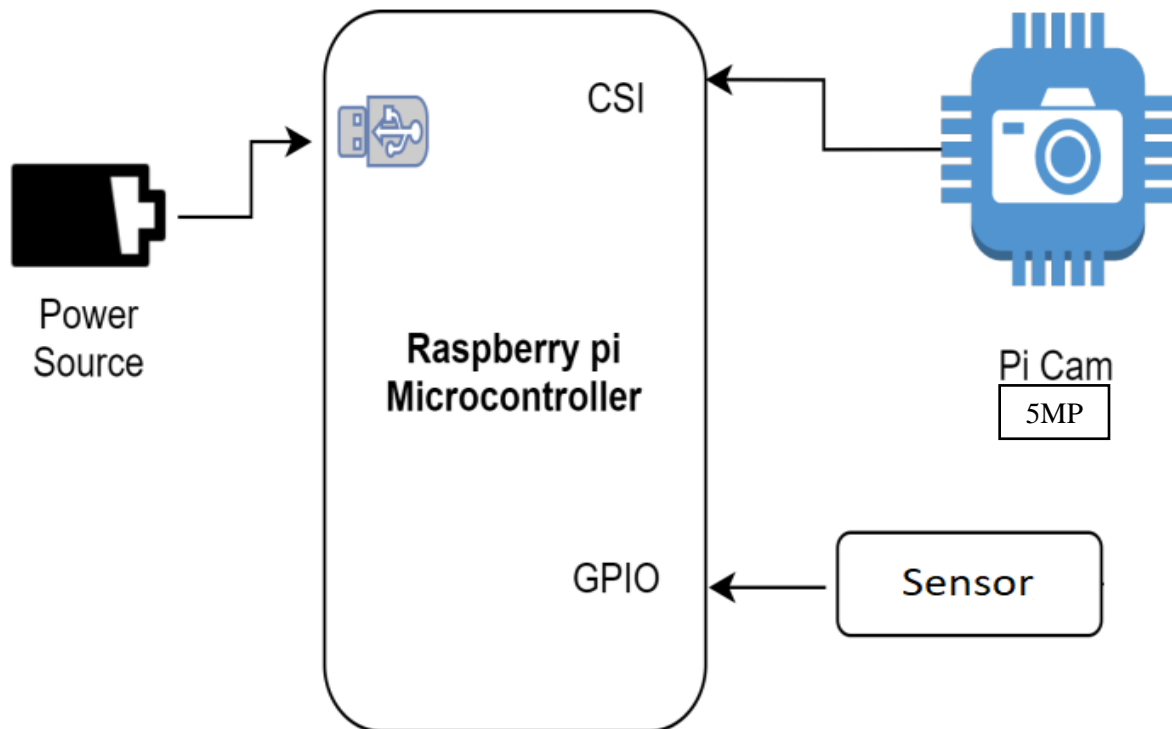 CSI
Power
Source
Raspberry pi
Microcontroller
Pi Cam
5MP
GPIO
Sensor